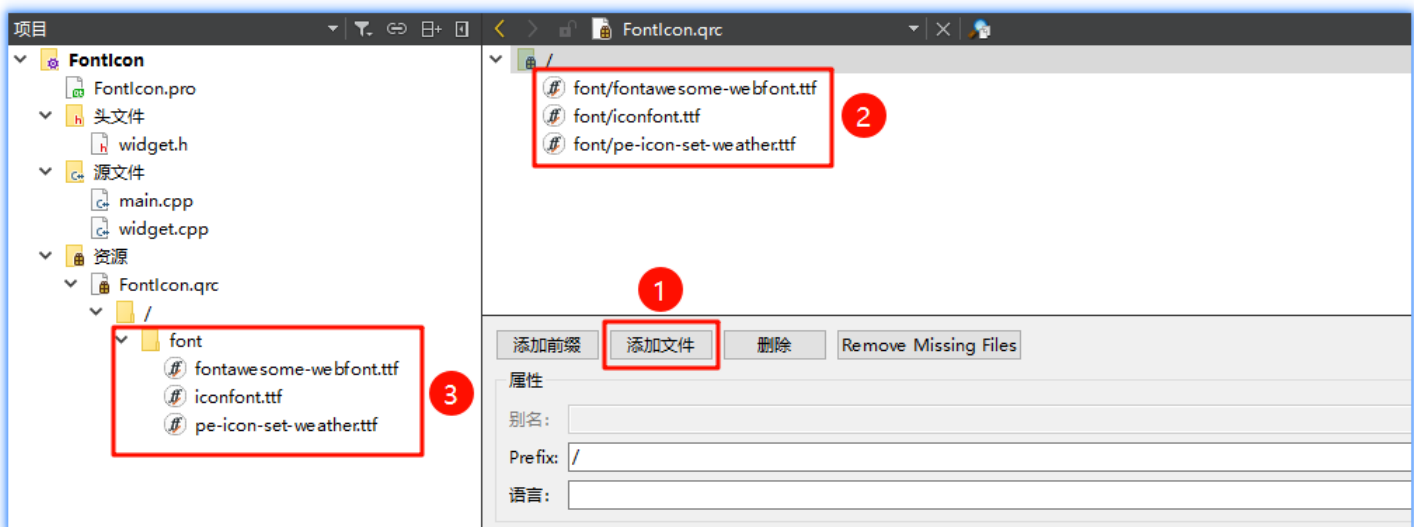 项目
FontIcon
FontIcon.pro
头文件
widget.h
源文件
main.cpp
widget.cpp
资源
FontIcon.qrc
/
font
fontawesome-webfont.ttf
iconfont.ttf
pe-icon-set-weather.ttf
3
FontIcon.qrc
/
font/fontawesome-webfont.ttf
font/iconfont.ttf
font/pe-icon-set-weather.ttf
2
1
添加前缀 添加文件 删除 Remove Missing Files
属性
别名:
Prefix: /
语言: